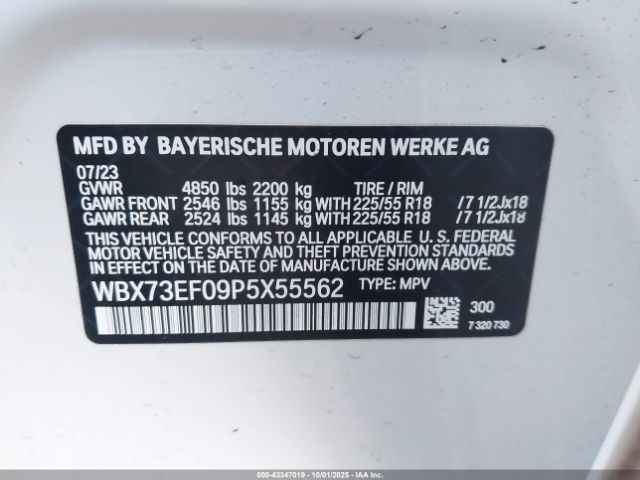 MFD BY BAYERISCHE MOTOREN WERKE AG
07/23
GVWR 4850 lbs 2200 kg TIRE / RIM
GAWR FRONT 2546 lbs 1155 kg WITH 225/55 R18 /7 1/2Jx18
GAWR REAR 2524 lbs 1145 kg WITH 225/55 R18 /7 1/2Jx18
THIS VEHICLE CONFORMS TO ALL APPLICABLE U. S. FEDERAL
MOTOR VEHICLE SAFETY AND THEFT PREVENTION STANDARDS
IN EFFECT ON THE DATE OF MANUFACTURE SHOWN ABOVE.
WBX73EF09P5X55562 TYPE: MPV
300
7 320 730
000-43347019 - 10/01/2025 - COPYRIGHT IAA, LLC.